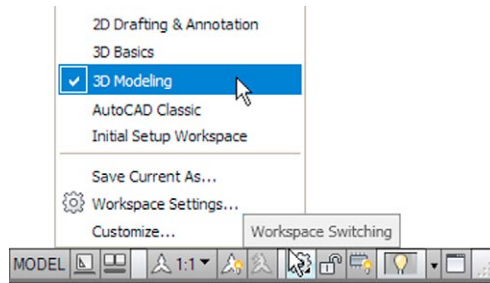 2D Drafting & Annotation
3D Basics
3D Modeling
AutoCAD Classic
Initial Setup Workspace
Save Current As...
Workspace Settings...
Customize...
Workspace Switching
MODEL 1:1